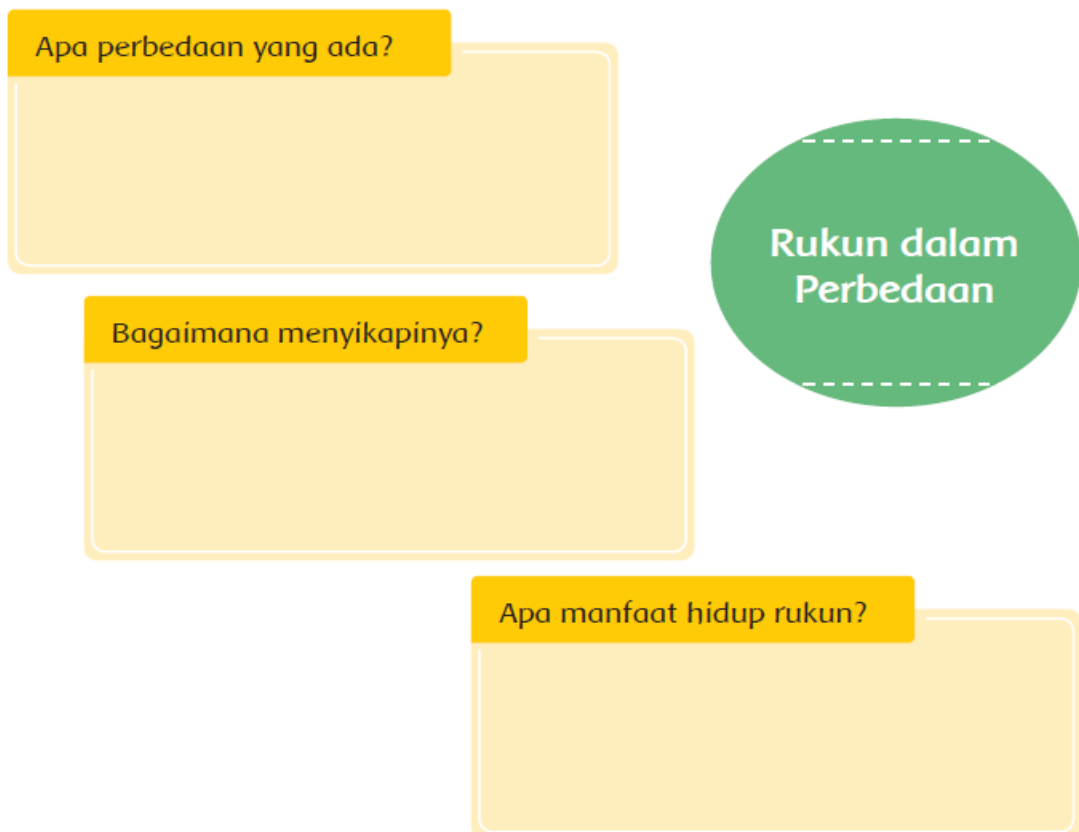 Apa perbedaan yang ada?
Rukun dalam
Perbedaan
Bagaimana menyikapinya?
Apa manfaat hidup rukun?